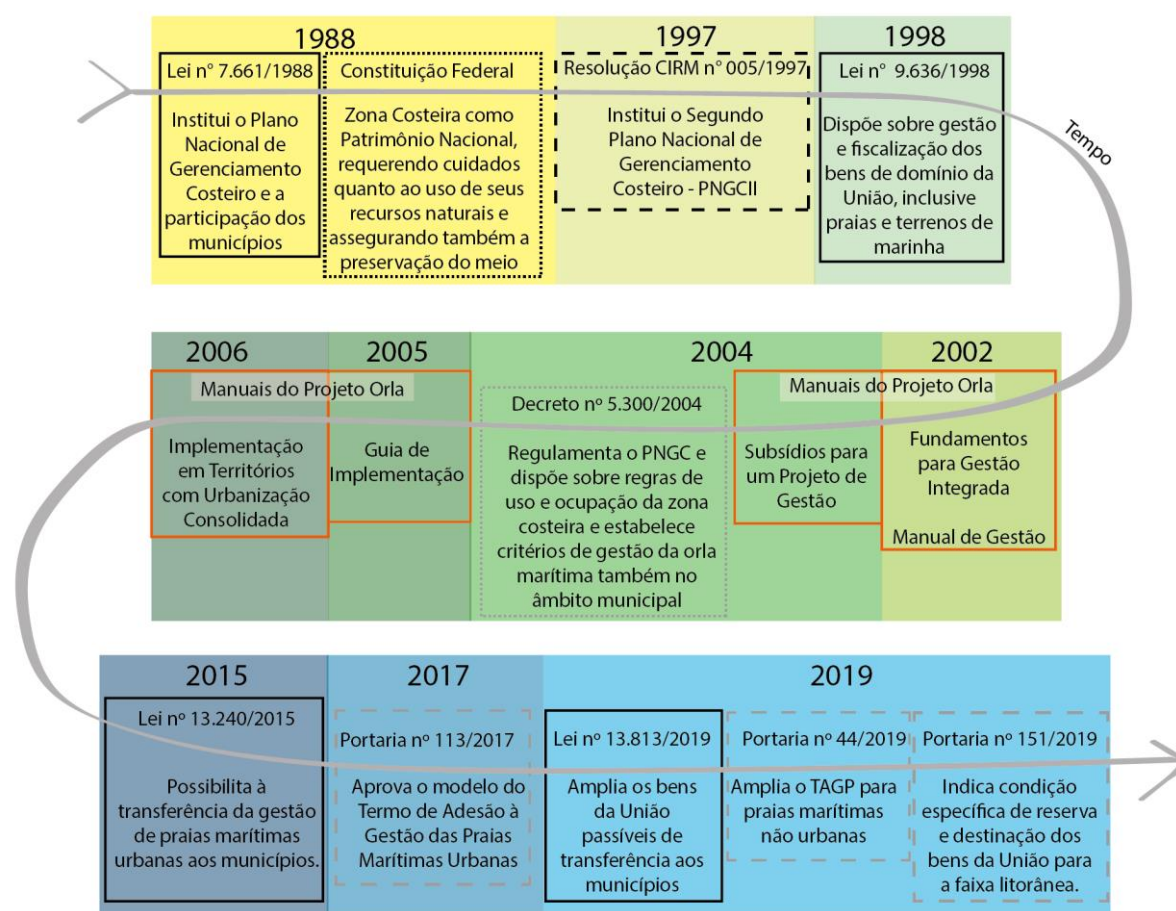 1988
Lei n° 7.661/1988
Institui o Plano
Nacional de
Gerenciamento
Costeiro e a
participação dos
municípios
Constituição Federal
Zona Costeira como
Patrimônio Nacional,
requerendo cuidados
quanto ao uso de seus
recursos naturais e
assegurando também a
preservação do meio
1997
Resolução CIRM n° 005/1997
Institui o Segundo
Plano Nacional de
Gerenciamento
Costeiro - PNGCII
1998
Lei n° 9.636/1998
Dispõe sobre gestão
e fiscalização dos
bens de domínio da
União, inclusive
praias e terrenos de
marinha
Tempo
2002
Manuais do Projeto Orla
Fundamentos
para Gestão
Integrada
Manual de Gestão
2004
Subsídios para
um Projeto de
Gestão
Decreto nº 5.300/2004
Regulamenta o PNGC e
dispõe sobre regras de
uso e ocupação da zona
costeira e estabelece
critérios de gestão da orla
marítima também no
âmbito municipal
2005
Manuais do Projeto Orla
Guia de
Implementação
2006
Implementação
em Territórios
com Urbanização
Consolidada
2015
Lei nº 13.240/2015
Possibilita à
transferência da gestão
de praias marítimas
urbanas aos municípios.
2017
Portaria nº 113/2017
Aprova o modelo do
Termo de Adesão à
Gestão das Praias
Marítimas Urbanas
2019
Lei nº 13.813/2019
Amplia os bens
da União
passíveis de
transferência aos
municípios
Portaria nº 44/2019
Amplia o TAGP para
praias marítimas
não urbanas
Portaria nº 151/2019
Indica condição
específica de reserva
e destinação dos
bens da União para
a faixa litorânea.